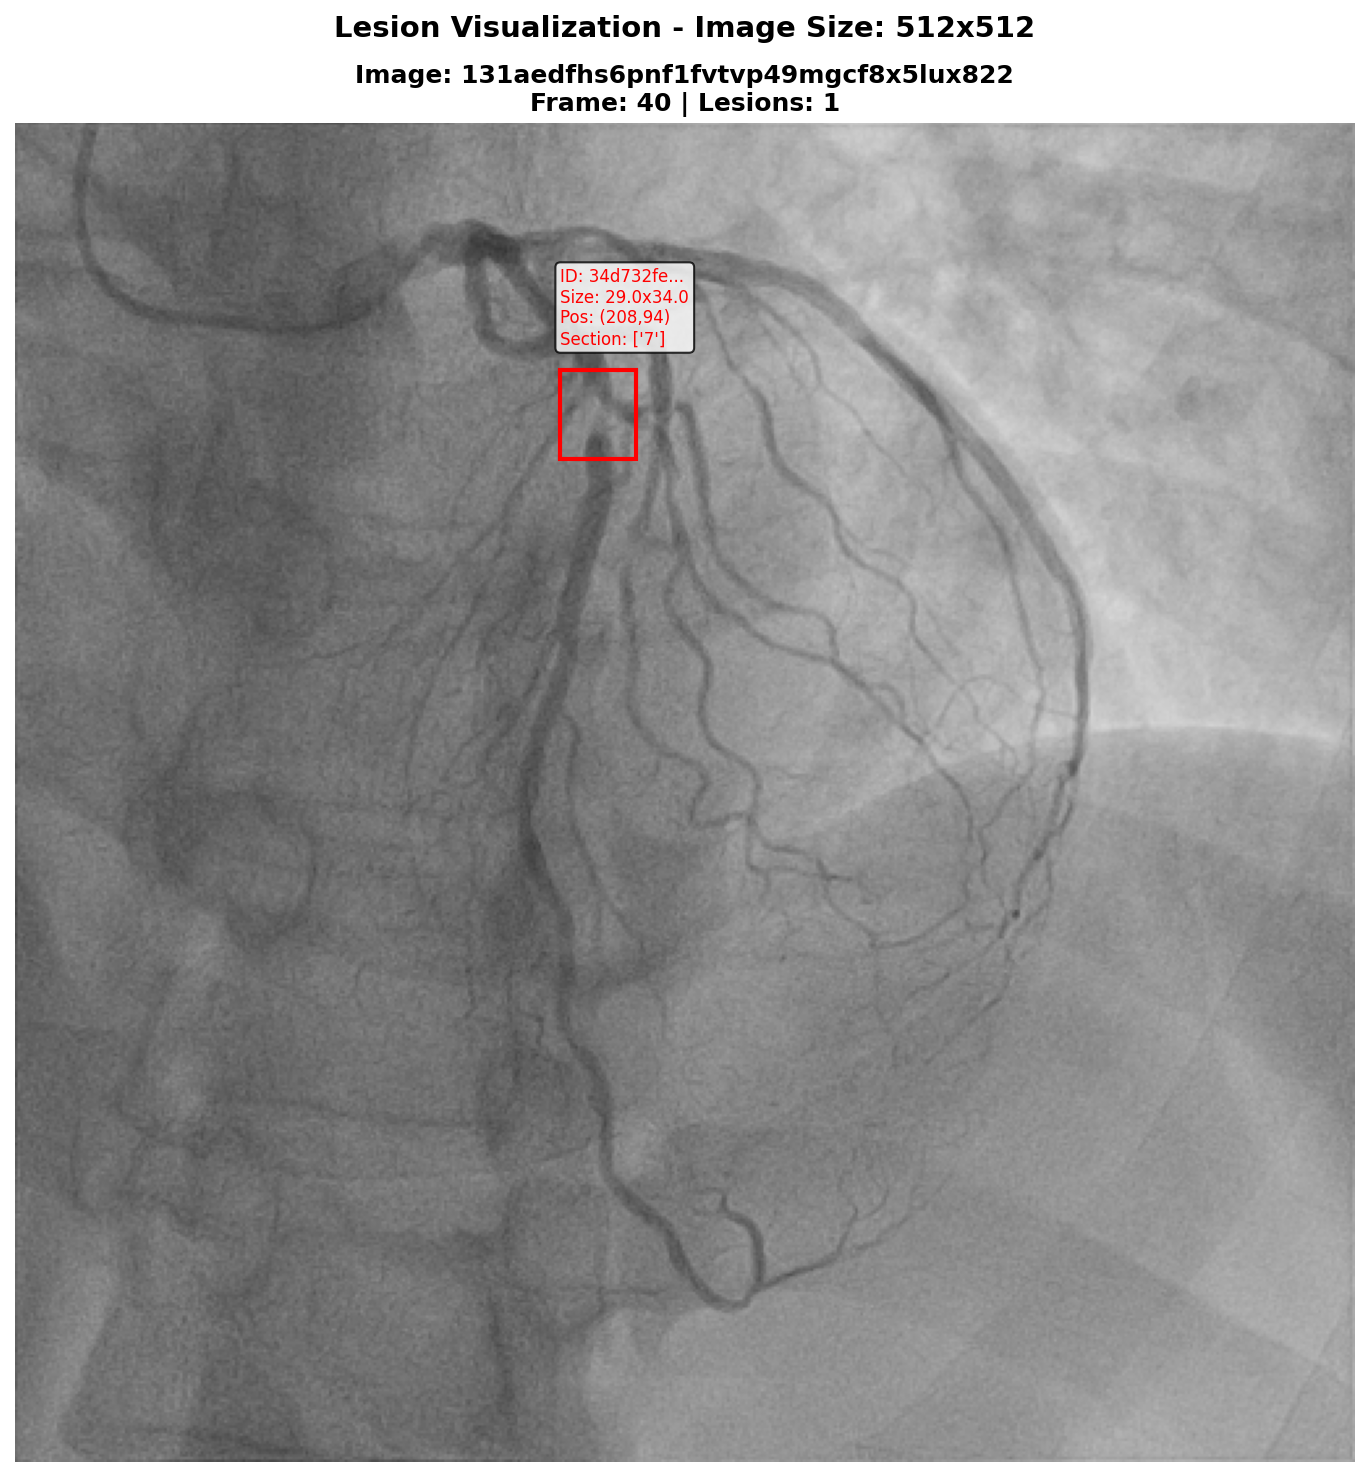 Lesion Visualization - Image Size: 512x512
Image: 131aedfhs6pnf1fvtvp49mgcf8x5lux822
Frame: 40 | Lesions: 1
ID: 34d732fe...
Size: 29.0x34.0
Pos: (208,94)
Section: ['7']